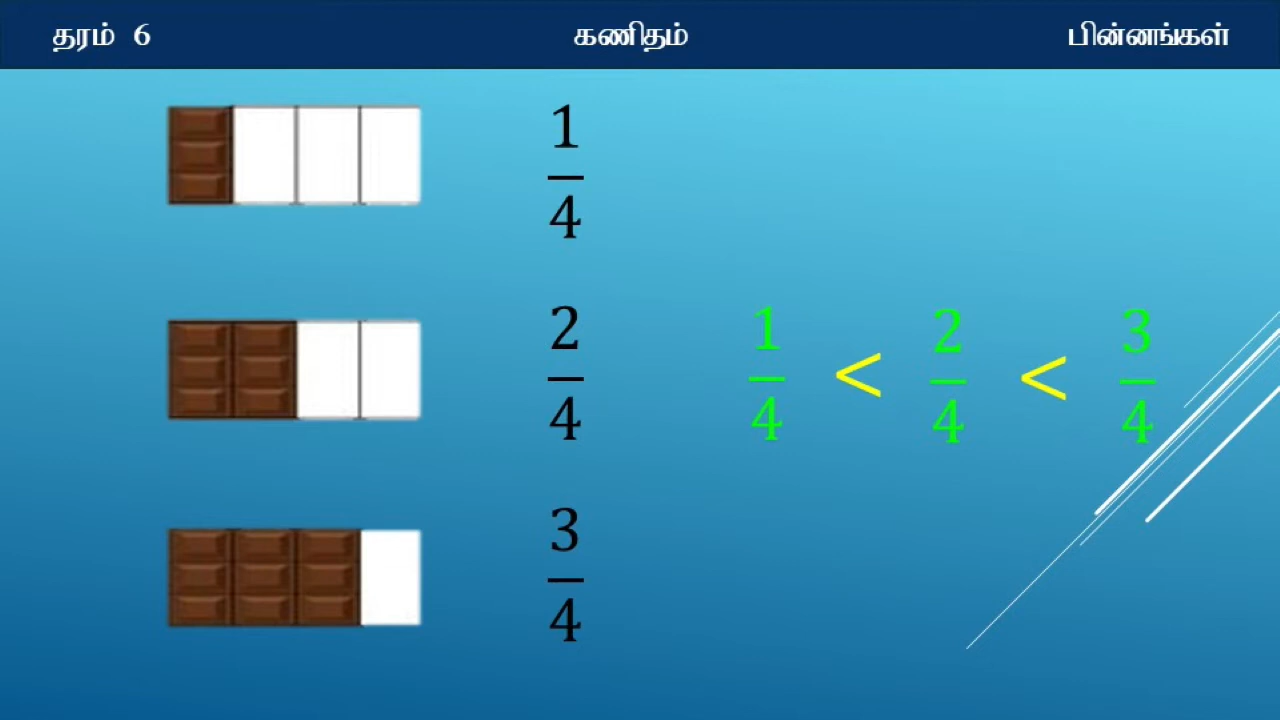 தரம் 6 கணிதம் பின்னங்கள்
1/4
2/4
1/4 < 2/4 < 3/4
3/4